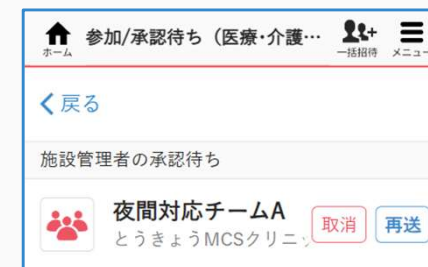 参加/承認待ち（医療・介護…
ホーム
一括招待
メニュー
戻る
施設管理者の承認待ち
夜間対応チームA
とうきょうMCSクリニッ
取消
再送